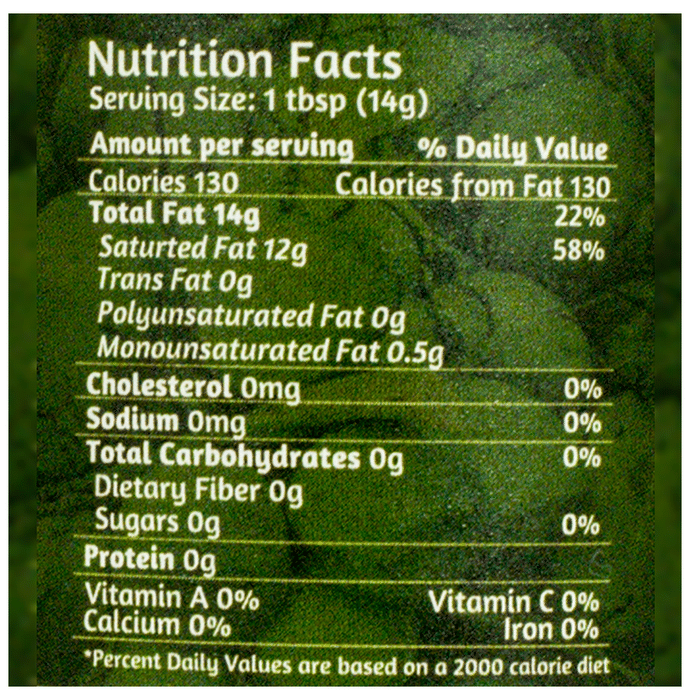 Nutrition Facts
Serving Size: 1 tbsp (14g)
Amount per serving % Daily Value
Calories 130 Calories from Fat 130
Total Fat 14g 22%
Saturted Fat 12g 58%
Trans Fat 0g
Polyunsaturated Fat 0g
Monounsaturated Fat 0.5g
Cholesterol 0mg 0%
Sodium 0mg 0%
Total Carbohydrates 0g 0%
Dietary Fiber 0g
Sugars 0g 0%
Protein 0g
Vitamin A 0% Vitamin C 0%
Calcium 0% Iron 0%
*Percent Daily Values are based on a 2000 calorie diet